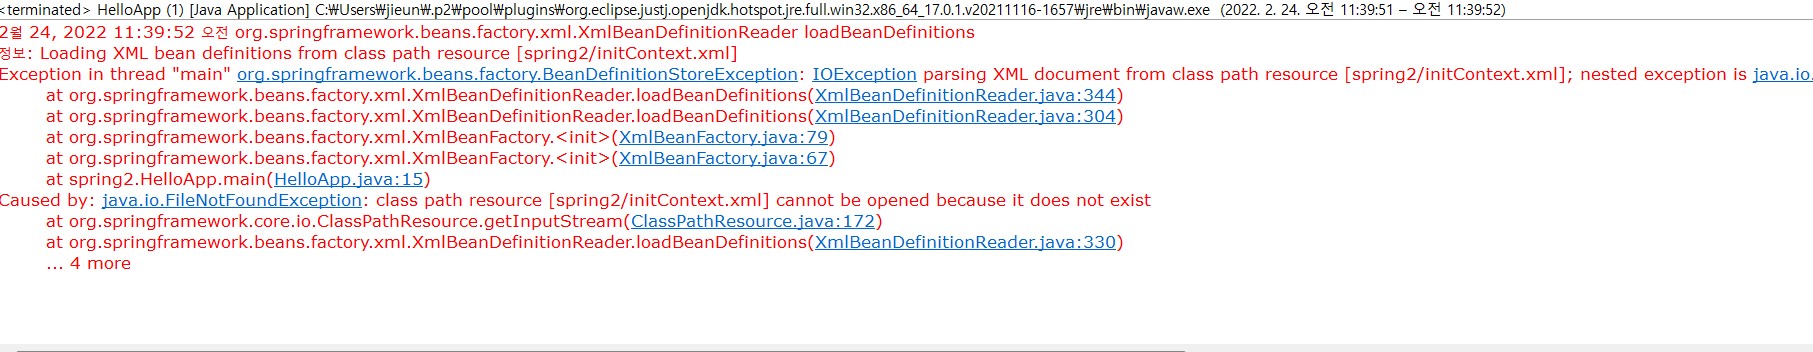 <terminated> HelloApp (1) [Java Application] C:₩Users₩jieun₩.p2₩pool₩plugins₩org.eclipse.justj.openjdk.hotspot.jre.full.win32.x86_64_17.0.1.v20211116-1657₩jre₩bin₩javaw.exe (2022. 2. 24. 오전 11:39:51 – 오전 11:39:52)
2월 24, 2022 11:39:52 오전 org.springframework.beans.factory.xml.XmlBeanDefinitionReader loadBeanDefinitions
정보: Loading XML bean definitions from class path resource [spring2/initContext.xml]
Exception in thread "main" org.springframework.beans.factory.BeanDefinitionStoreException: IOException parsing XML document from class path resource [spring2/initContext.xml]; nested exception is java.io.
at org.springframework.beans.factory.xml.XmlBeanDefinitionReader.loadBeanDefinitions(XmlBeanDefinitionReader.java:344)
at org.springframework.beans.factory.xml.XmlBeanDefinitionReader.loadBeanDefinitions(XmlBeanDefinitionReader.java:304)
at org.springframework.beans.factory.xml.XmlBeanFactory.<init>(XmlBeanFactory.java:79)
at org.springframework.beans.factory.xml.XmlBeanFactory.<init>(XmlBeanFactory.java:67)
at spring2.HelloApp.main(HelloApp.java:15)
Caused by: java.io.FileNotFoundException: class path resource [spring2/initContext.xml] cannot be opened because it does not exist
at org.springframework.core.io.ClassPathResource.getInputStream(ClassPathResource.java:172)
at org.springframework.beans.factory.xml.XmlBeanDefinitionReader.loadBeanDefinitions(XmlBeanDefinitionReader.java:330)
... 4 more